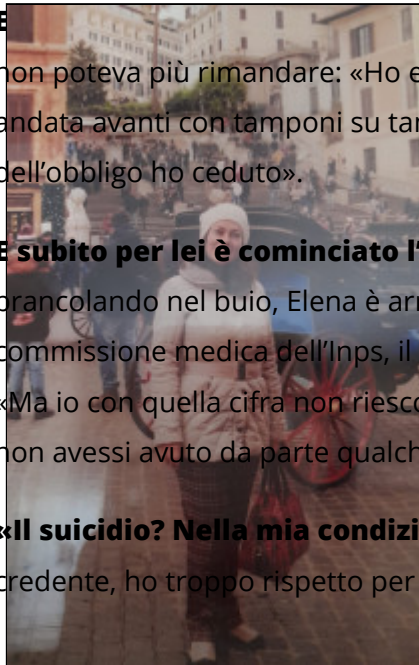 non poteva più rimandare: «Ho e
andata avanti con tamponi su tar
dell’obbligo ho ceduto».
E subito per lei è cominciato l’
brancolando nel buio, Elena è arr
commissione medica dell’Inps, il
«Ma io con quella cifra non riesco
non avessi avuto da parte qualch
«Il suicidio? Nella mia condizi
credente, ho troppo rispetto per